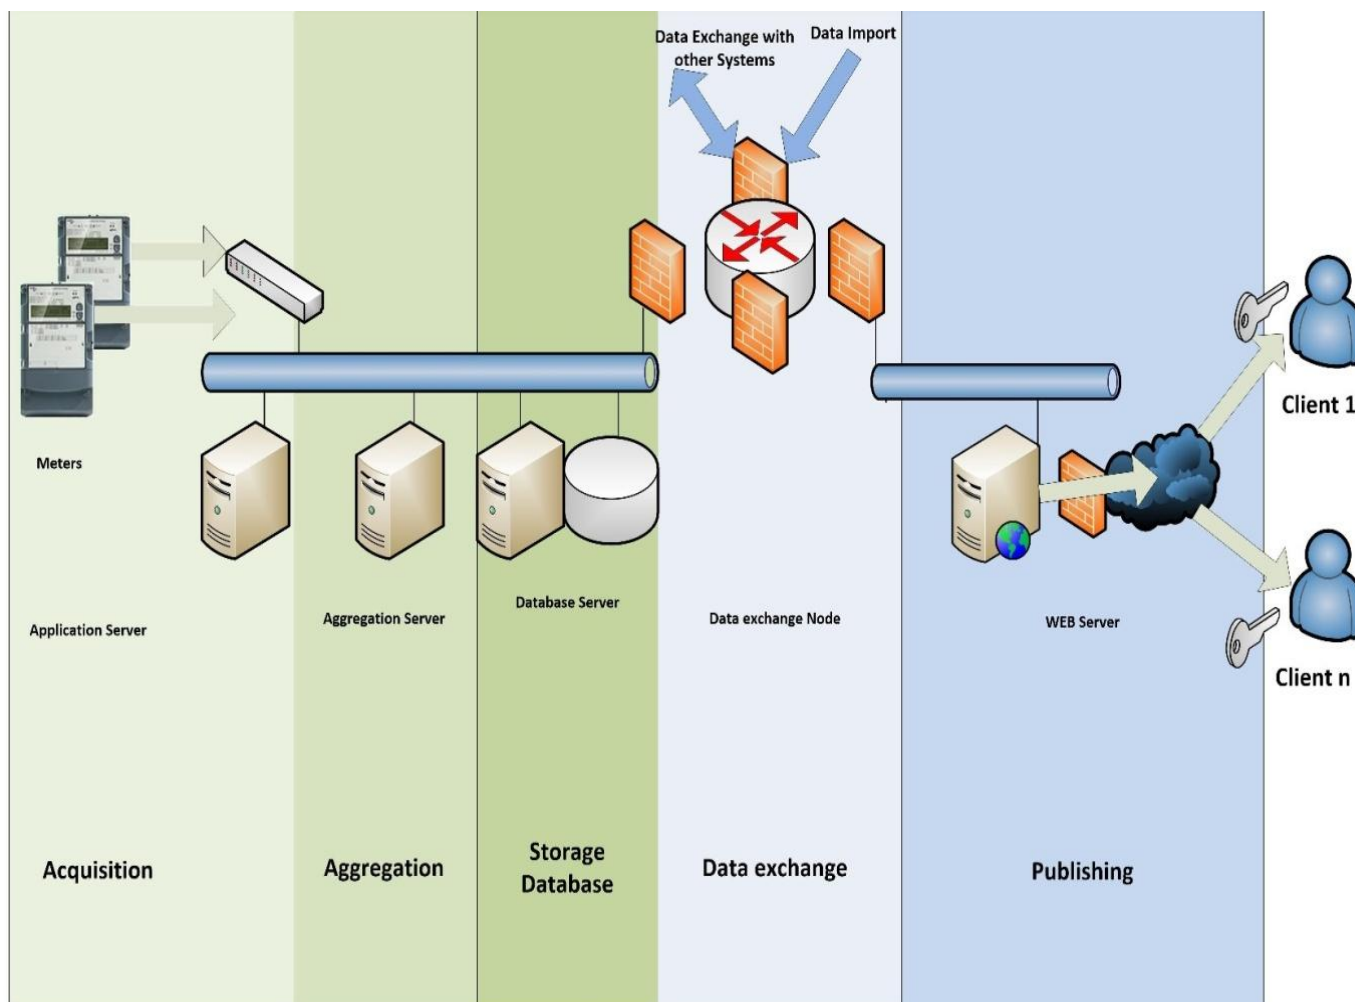 Data Exchange with
other Systems
Data Import
Client 1
Meters
Client n
Application Server
Aggregation Server
Database Server
Data exchange Node
WEB Server
Acquisition
Aggregation
Storage
Database
Data exchange
Publishing